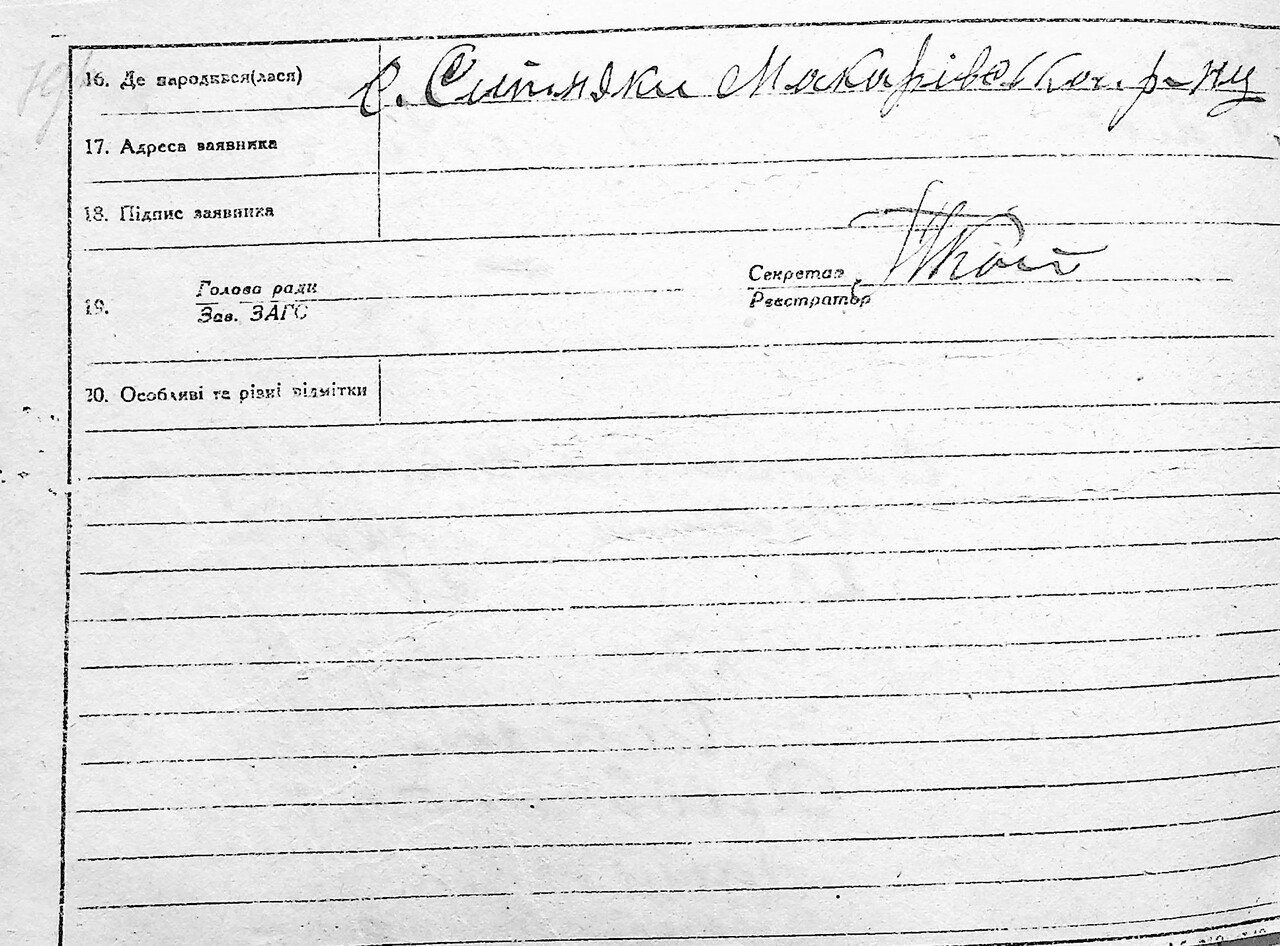 16. Де народився(лася) с. Ситняки Макарівської р-ну
17. Адреса заявника
18. Підпис заявника
19. Голова ради
Зав. ЗАГС
Секретар
Реєстратор
20. Особливі та різні відмітки